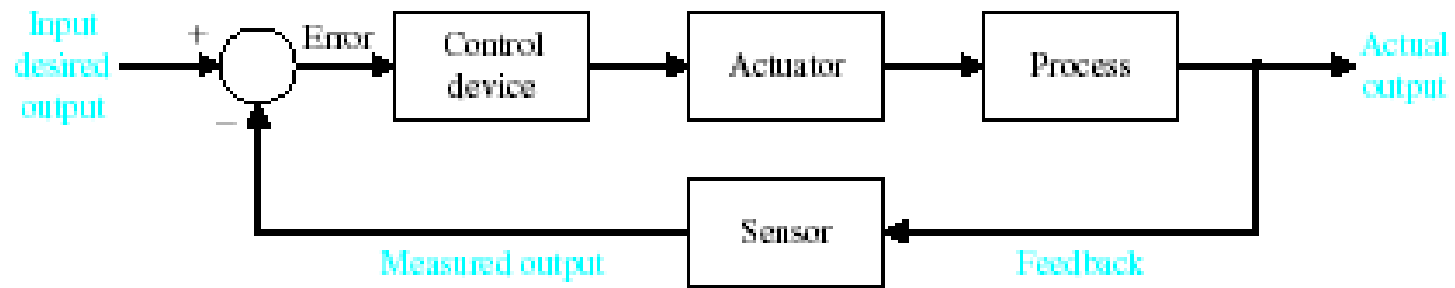 Input
desired
output
+
−
Error
Control
device
Actuator
Process
Actual
output
Sensor
Measured output
Feedback